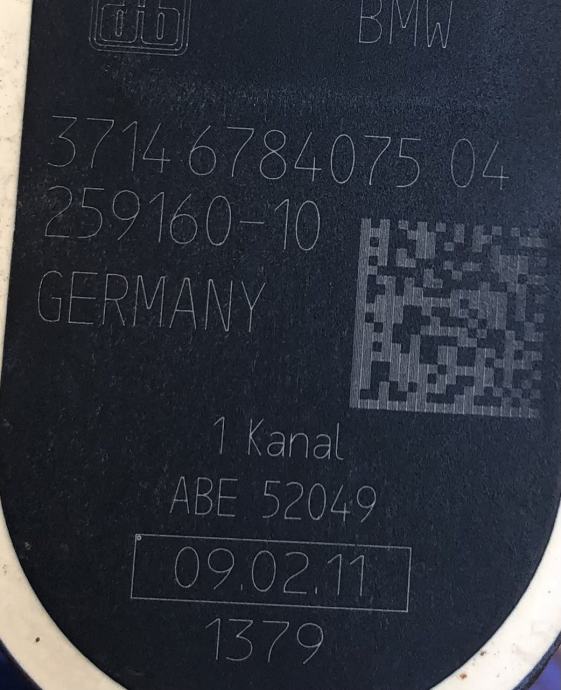 BMW
3714 6784075 04
259160-10
GERMANY
1 Kanal
ABE 52049
09.02.11
1379